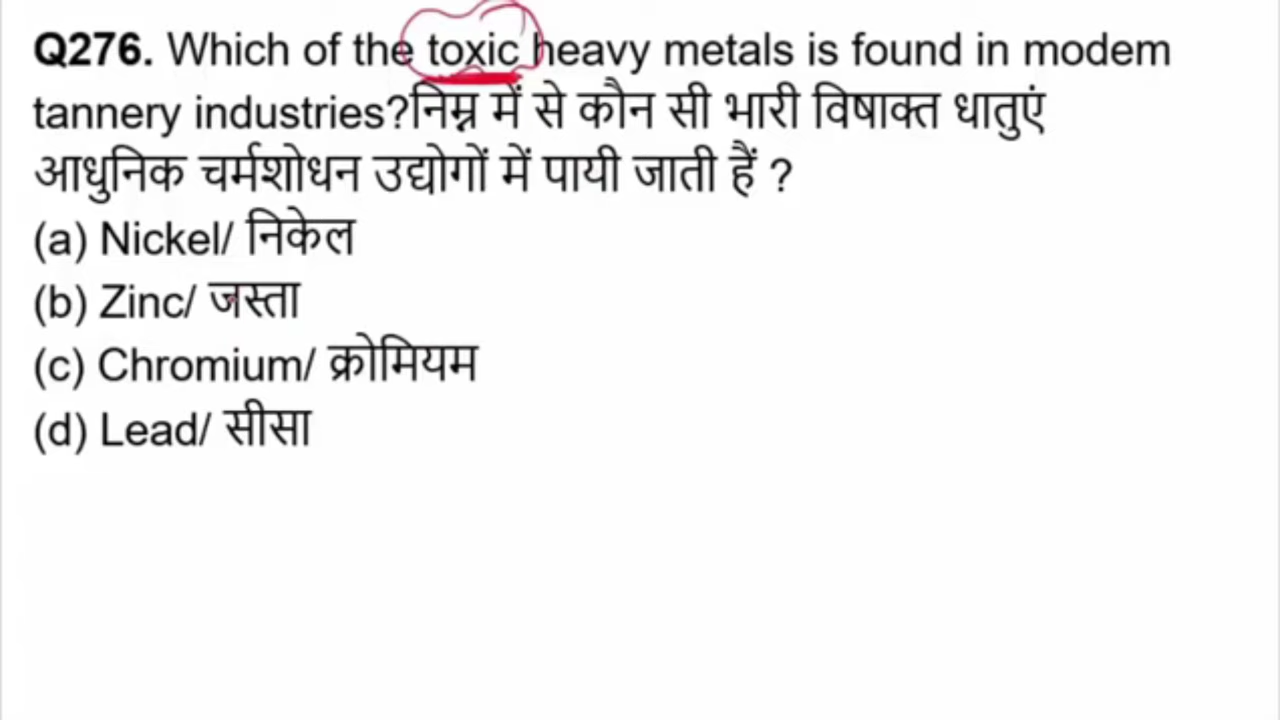 Q276. Which of the toxic heavy metals is found in modem
tannery industries?निम्न में से कौन सी भारी विषाक्त धातुएं
आधुनिक चर्मशोधन उद्योगों में पायी जाती हैं ?
(a) Nickel/ निकेल
(b) Zinc/ जस्ता
(c) Chromium/ क्रोमियम
(d) Lead/ सीसा